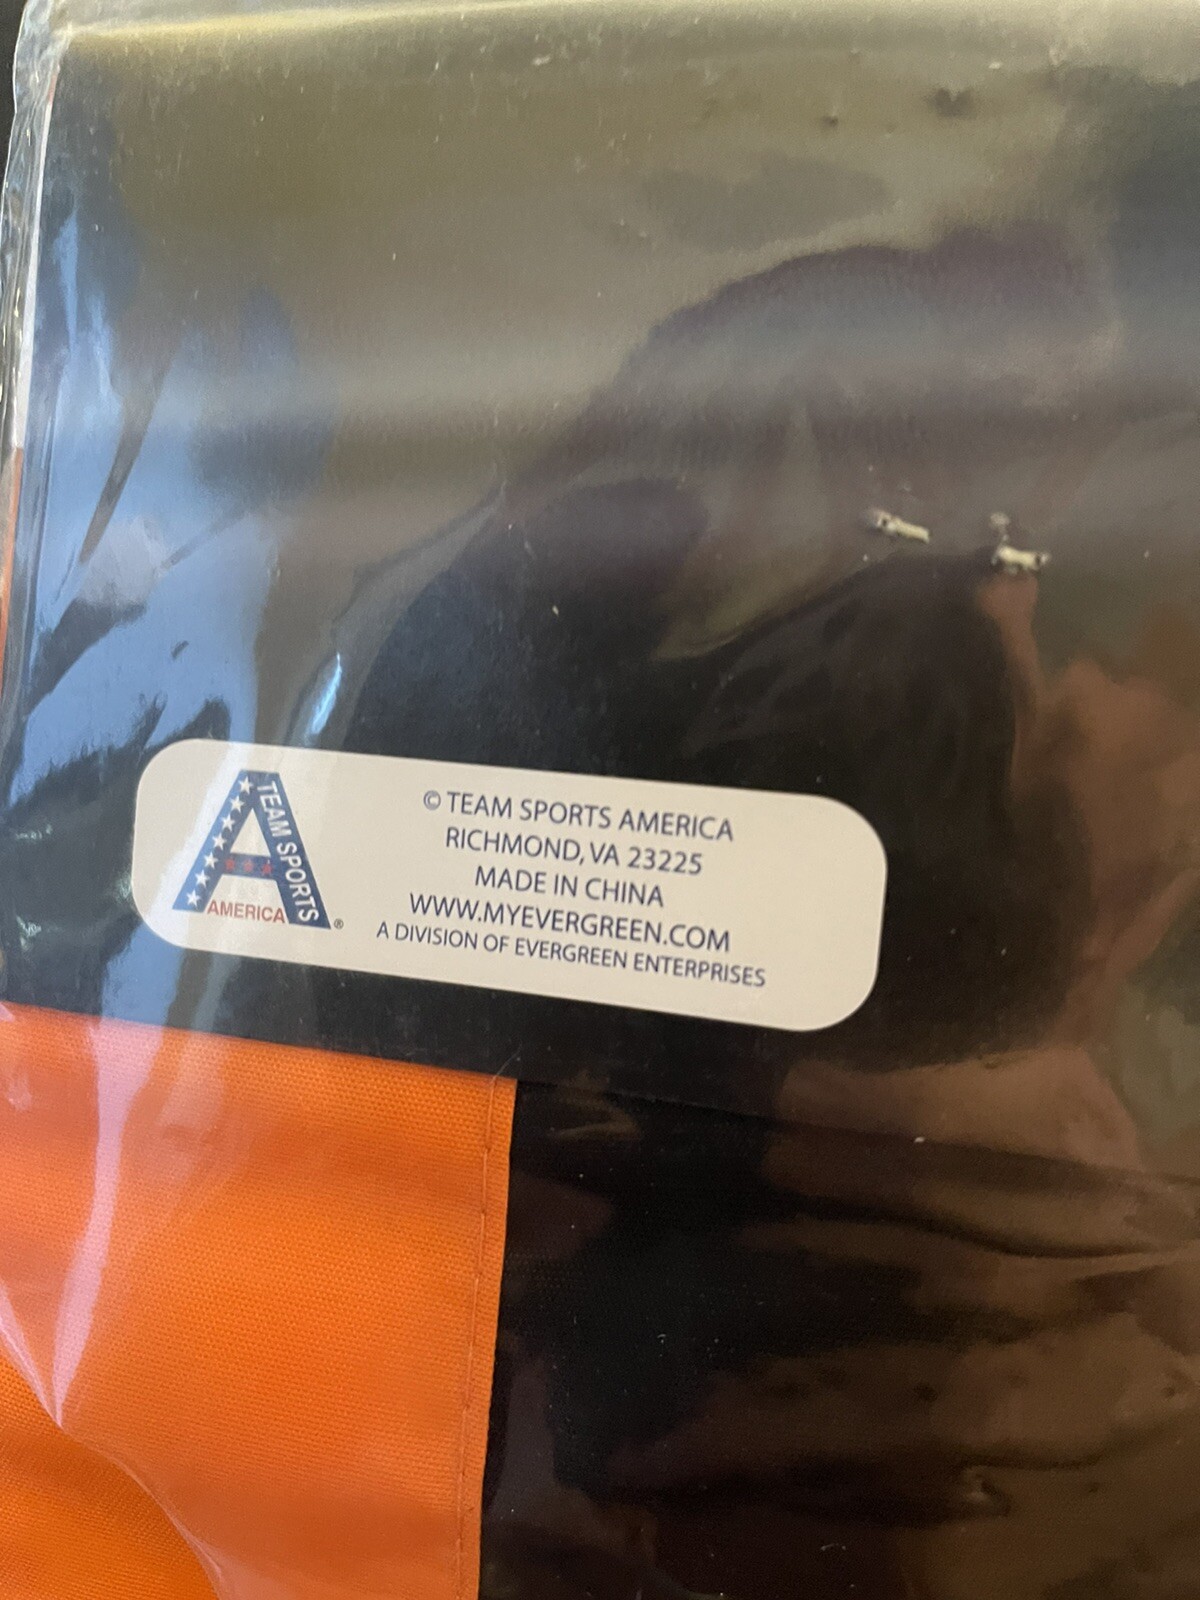 TEAM SPORTS
AMERICA®
© TEAM SPORTS AMERICA
RICHMOND, VA 23225
MADE IN CHINA
WWW.MYEVERGREEN.COM
A DIVISION OF EVERGREEN ENTERPRISES